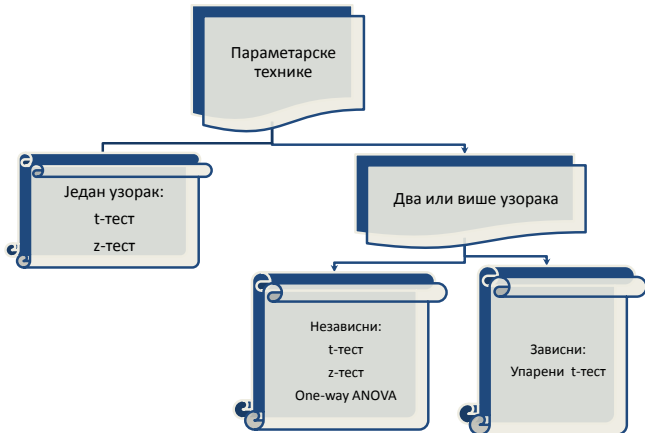 Параметарске
технике
Један узорак:
t-тест
z-тест
Два или више узорака
Независни:
t-тест
z-тест
One-way ANOVA
Зависни:
Упарени t-тест